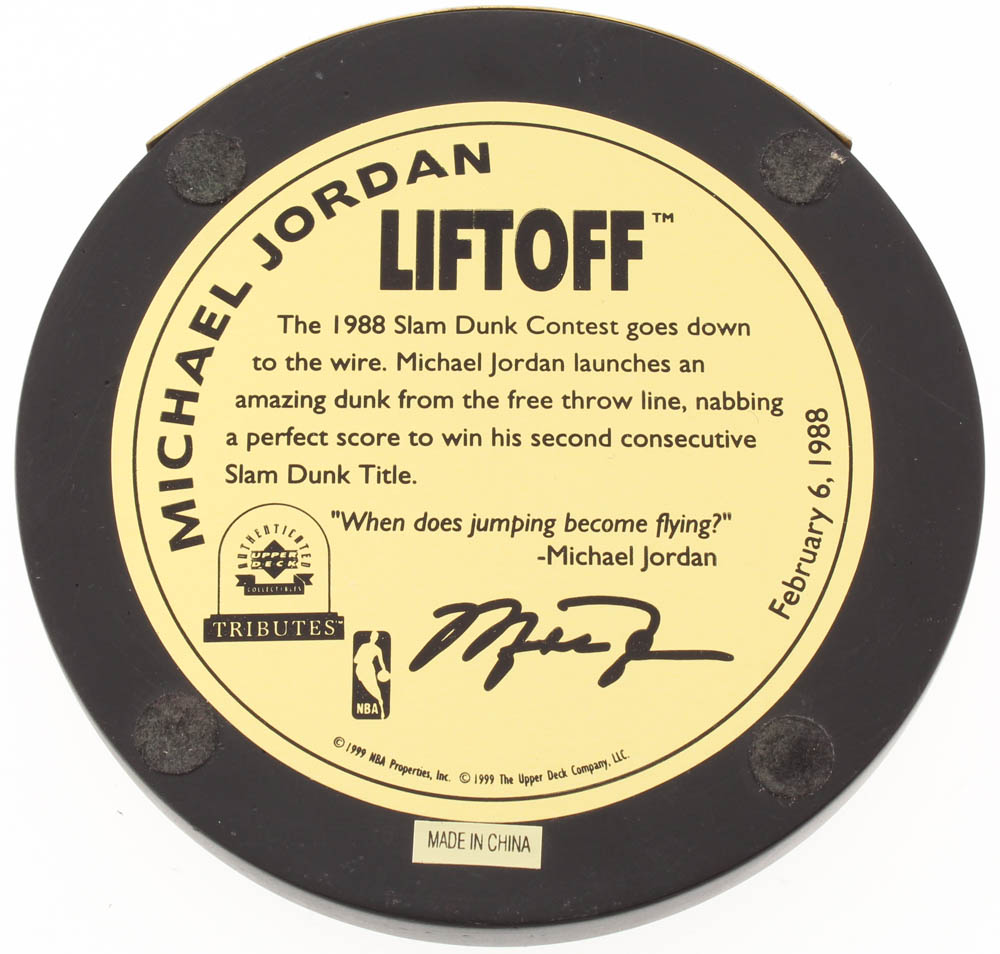 MICHAEL JORDAN
LIFTOFF™
The 1988 Slam Dunk Contest goes down
to the wire. Michael Jordan launches an
amazing dunk from the free throw line, nabbing
a perfect score to win his second consecutive
Slam Dunk Title.
"When does jumping become flying?"
-Michael Jordan
February 6, 1988
AUTHENTICATED
UPPER
DECK
COLLECTIBLES
TRIBUTES™
NBA
© 1999 NBA Properties, Inc. © 1999 The Upper Deck Company, LLC.
MADE IN CHINA